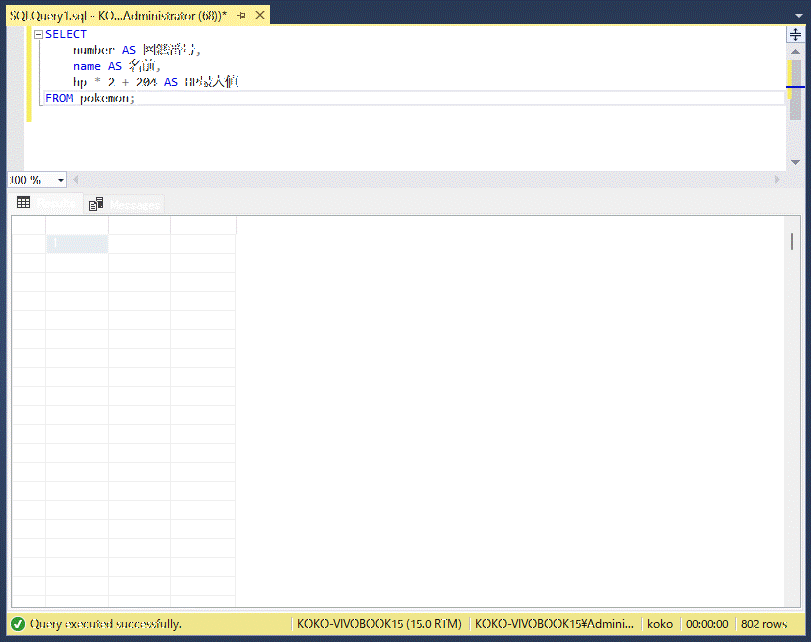 SQLQuery1.sql - KO...Administrator (68))*
SELECT
number AS 図鑑番号,
name AS 名前,
hp * 2 + 204 AS HP最大値
FROM pokemon;
100 %
Results
Messages
1
Query executed successfully.
KOKO-VIVOBOOK15 (15.0 RTM)
KOKO-VIVOBOOK15¥Admini...
koko
00:00:00
802 rows